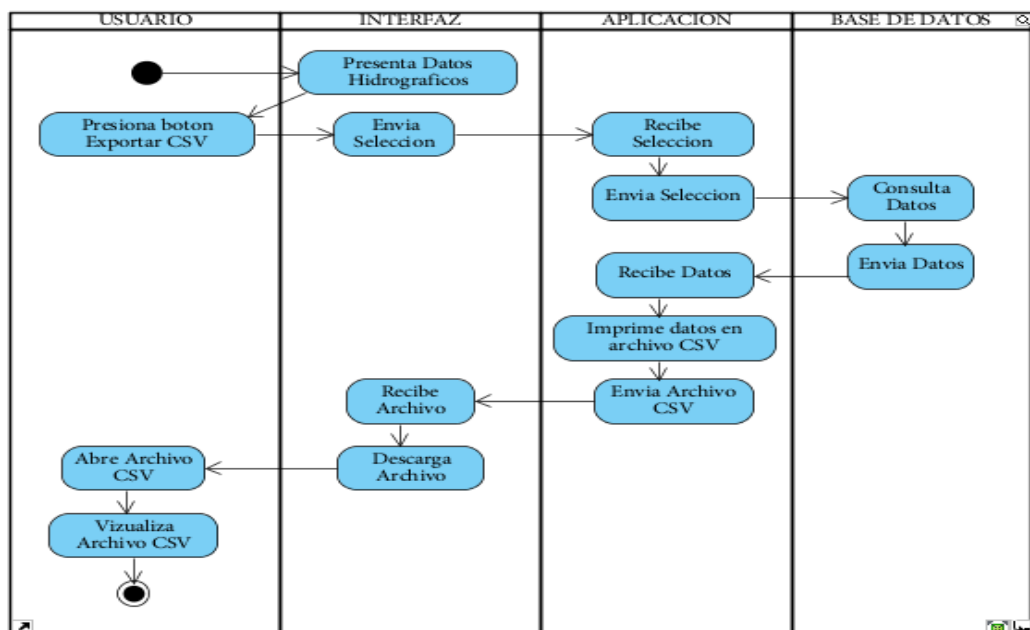 USUARIO
INTERFAZ
APLICACION
BASE DE DATOS
Presenta Datos
Hidrograficos
Presiona boton
Exportar CSV
Envia
Seleccion
Recibe
Seleccion
Envia Seleccion
Consulta
Datos
Envia Datos
Recibe Datos
Imprime datos en
archivo CSV
Envia Archivo
CSV
Recibe
Archivo
Descarga
Archivo
Abre Archivo
CSV
Vizualiza
Archivo CSV